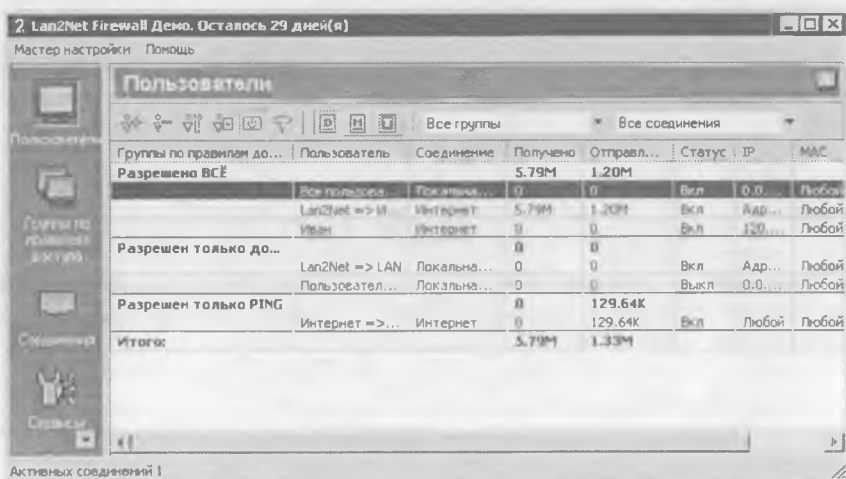 2 Lan2Net Firewall Демо. Осталось 29 дней(я)
Мастер настройки Помощь
Пользователи
D M Все группы Все соединения
Пользователи
Группы по правилам до... Пользователь Соединение Получено Отправл... Статус IP MAC
Разрешено ВСЁ 5.79M 1.20M
Все пользова... Локальна... 0 0 Вкл 0.0.... Любой
Lan2Net => И... Интернет 5.79M 1.20M Вкл Адр... Любой
Иван Интернет 0 0 Вкл 120.... Любой
Группы по правилам доступа
Разрешен только до... 0 0
Lan2Net => LAN Локальна... 0 0 Вкл Адр... Любой
Пользовател... Локальна... 0 0 Выкл 0.0.... Любой
Разрешен только PING 0 129.64K
Интернет =>... Интернет 0 129.64K Вкл Любой Любой
Соединения
Итого: 5.79M 1.33M
Сервисы
Активных соединений 1